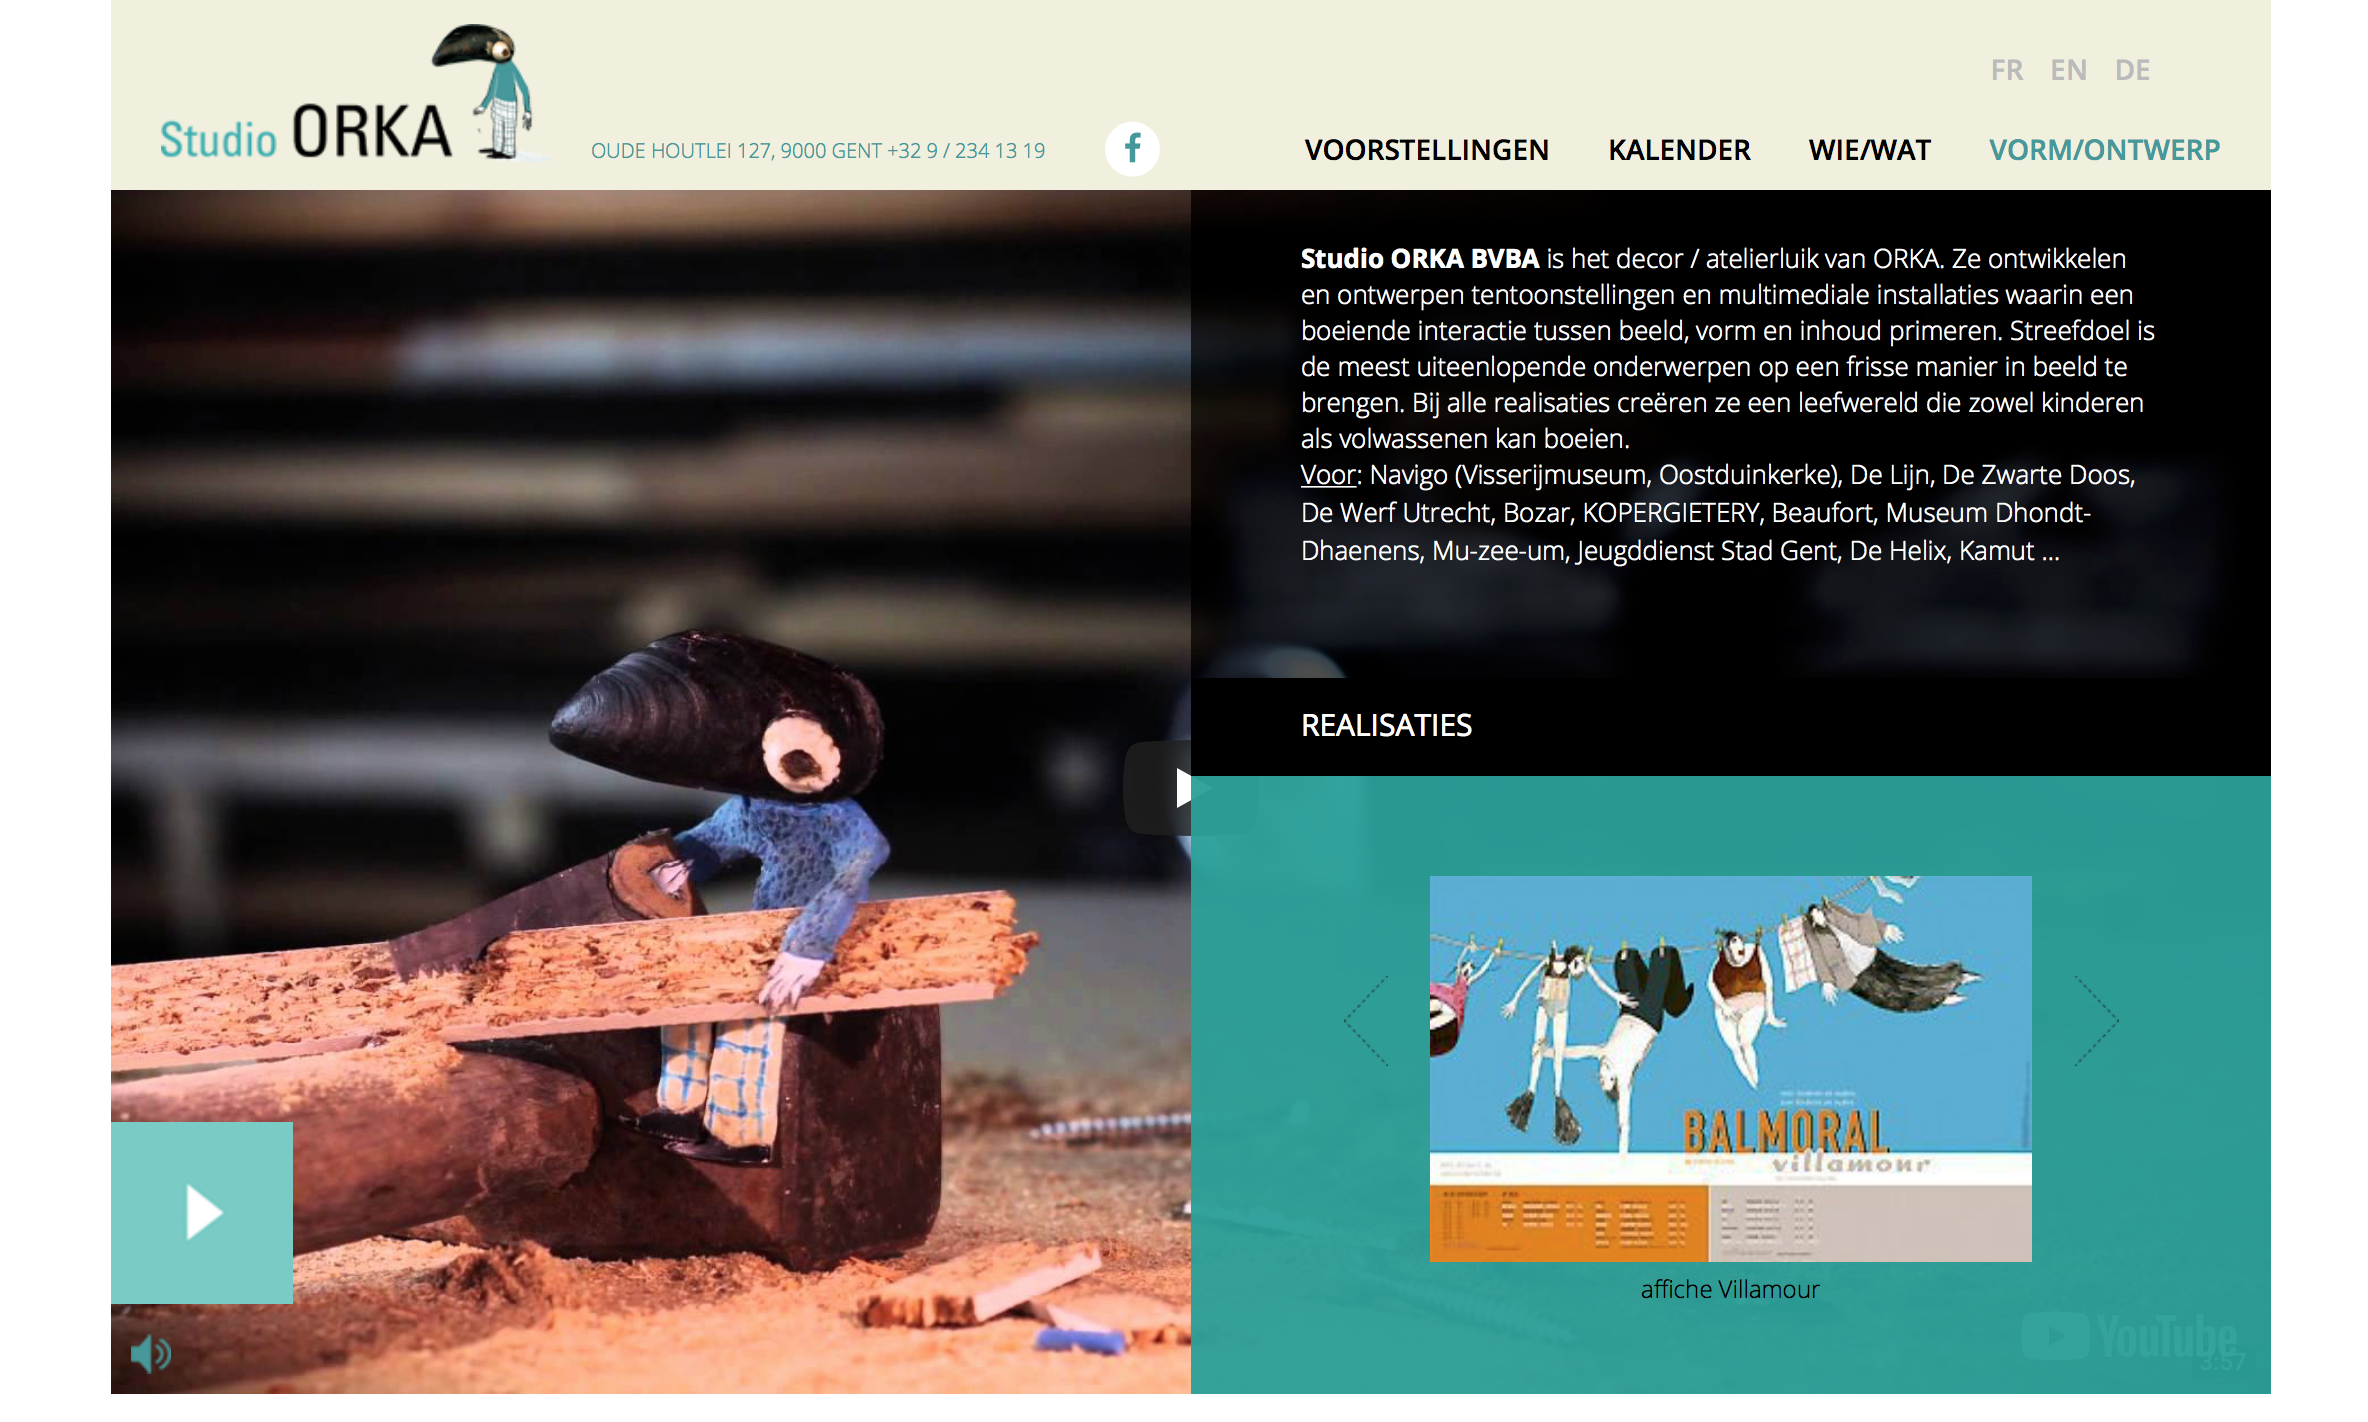 FR EN DE
Studio ORKA
OUDE HOUTLEI 127, 9000 GENT +32 9 / 234 13 19
f
VOORSTELLINGEN KALENDER WIE/WAT VORM/ONTWERP
Studio ORKA BVBA is het decor / atelierluik van ORKA. Ze ontwikkelen
en ontwerpen tentoonstellingen en multimediale installaties waarin een
boeiende interactie tussen beeld, vorm en inhoud primeren. Streefdoel is
de meest uiteenlopende onderwerpen op een frisse manier in beeld te
brengen. Bij alle realisaties creëren ze een leefwereld die zowel kinderen
als volwassenen kan boeien.
Voor: Navigo (Visserijmuseum, Oostduinkerke), De Lijn, De Zwarte Doos,
De Werf Utrecht, Bozar, KOPERGIETERY, Beaufort, Museum Dhondt-
Dhaenens, Mu-zee-um, Jeugddienst Stad Gent, De Helix, Kamut ...
REALISATIES
BALMORAL
villamour
affiche Villamour
YouTube
3:57